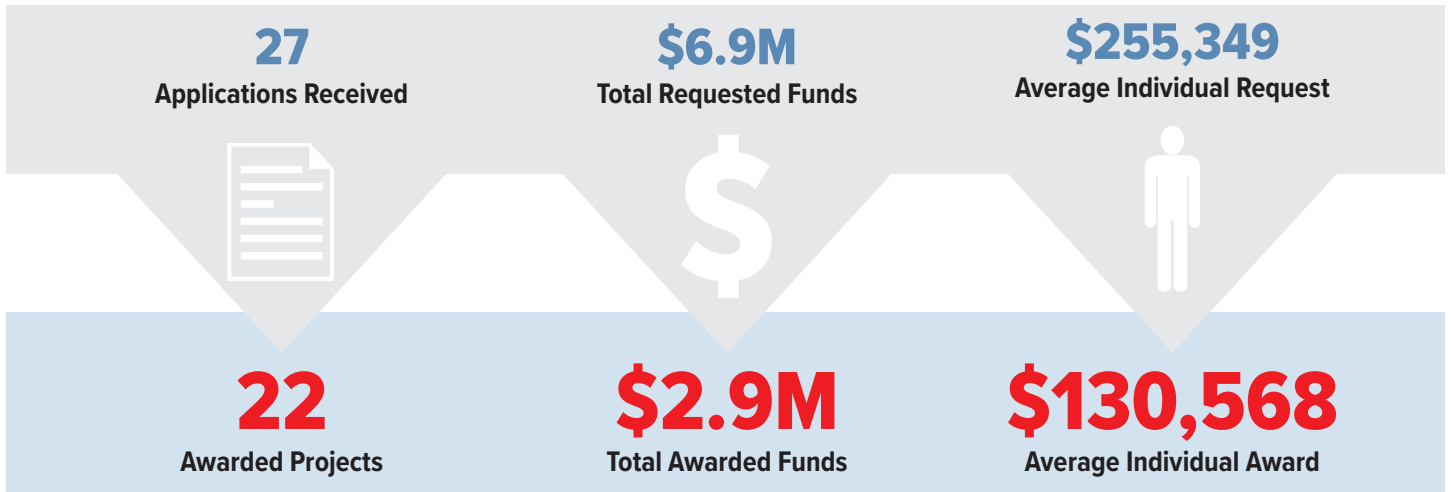 27
Applications Received
$6.9M
Total Requested Funds
$255,349
Average Individual Request
$
22
Awarded Projects
$2.9M
Total Awarded Funds
$130,568
Average Individual Award